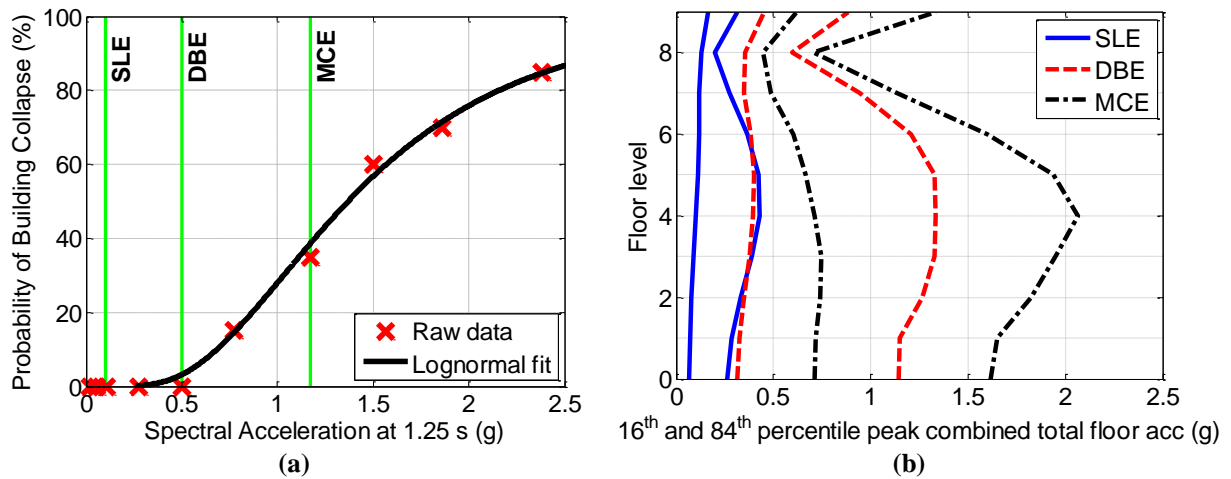 100
80
60
40
20
0
0
0.5
1
1.5
2
2.5
Probability of Building Collapse (%)
SLE
DBE
MCE
Raw data
Lognormal fit
Spectral Acceleration at 1.25 s (g)
(a)
8
6
4
2
0
0
0.5
1
1.5
2
2.5
Floor level
SLE
DBE
MCE
16th and 84th percentile peak combined total floor acc (g)
(b)